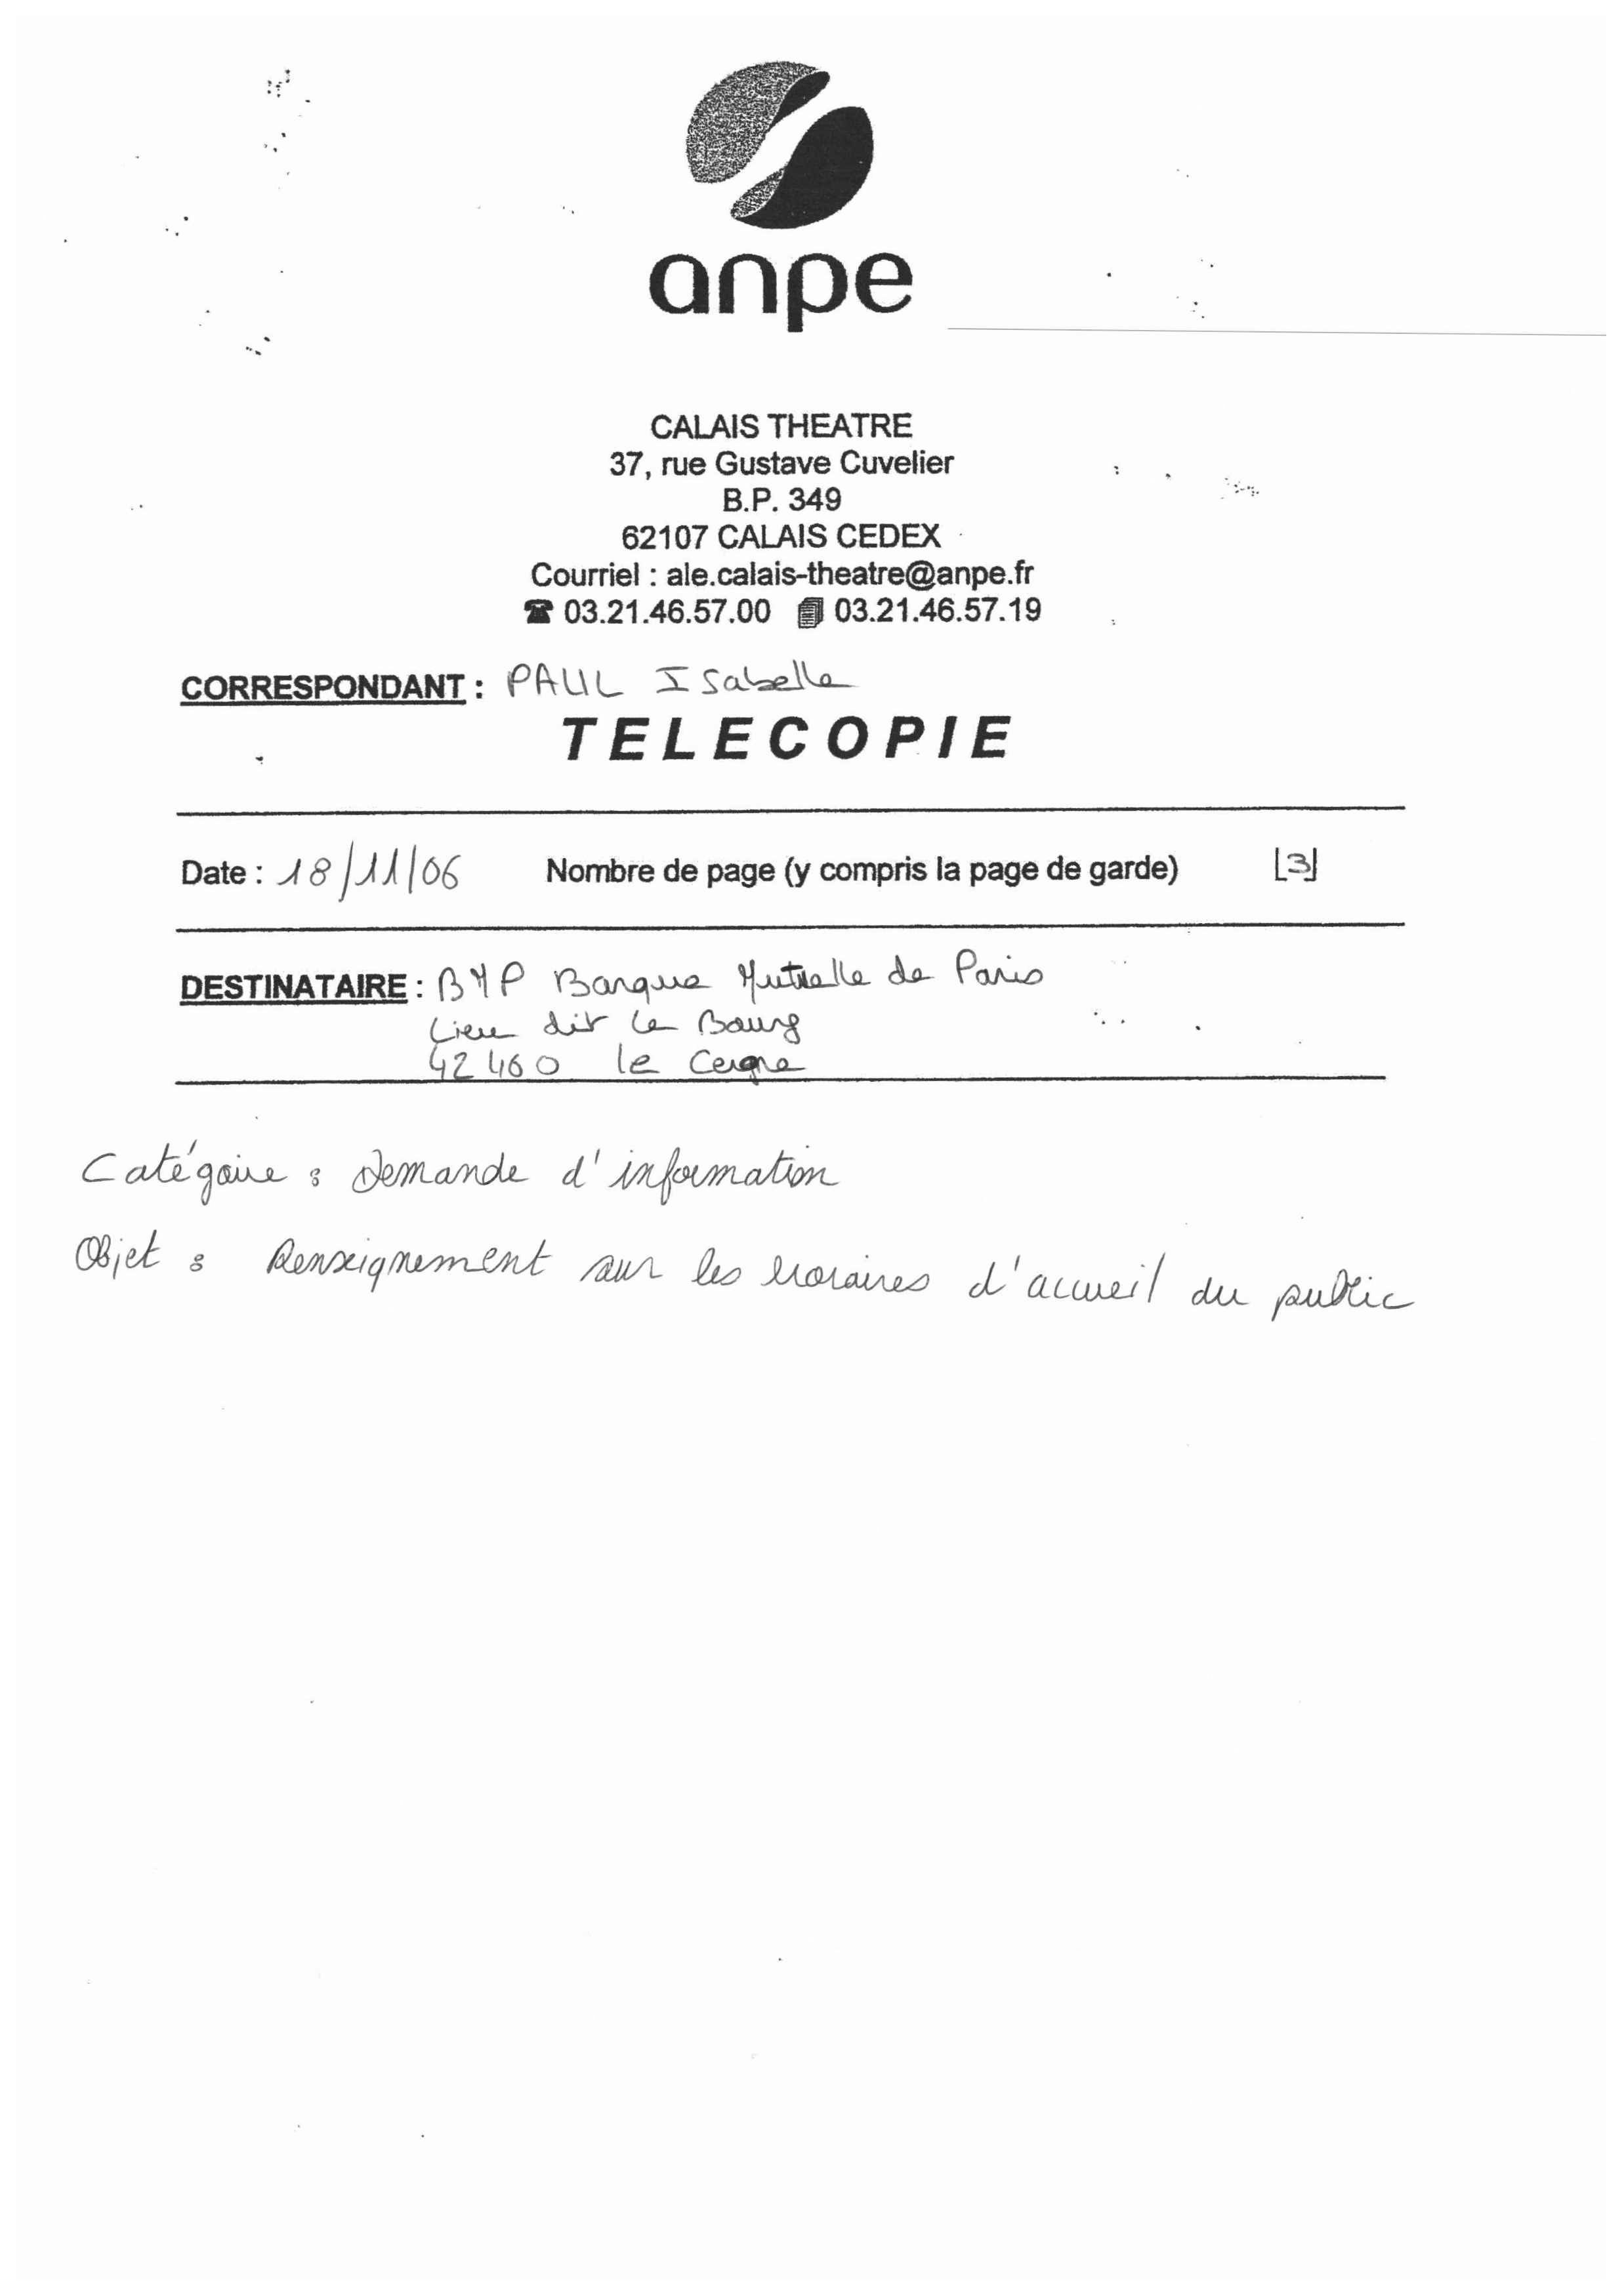 anpe
CALAIS THEATRE
37, rue Gustave Cuvelier
B.P. 349
62107 CALAIS CEDEX
Courriel : ale.calais-theatre@anpe.fr
☎ 03.21.46.57.00 03.21.46.57.19
CORRESPONDANT : PAUL Isabelle
TELECOPIE
Date : 18/11/06 Nombre de page (y compris la page de garde) [3]
DESTINATAIRE : BMP Banque Mutuelle de Paris
Lieu dit Le Bourg
42460 le Cergne
Catégorie : Demande d'information
Objet : Renseignement sur les horaires d'accueil du public